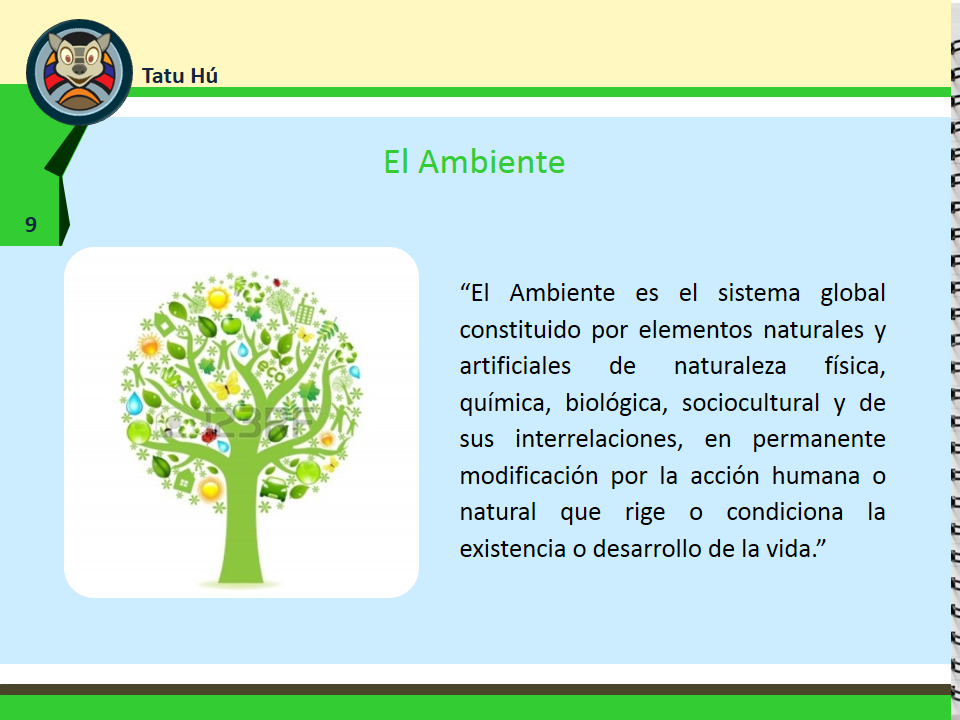 Tatu Hú
El Ambiente
9
“El Ambiente es el sistema global
constituido por elementos naturales y
artificiales de naturaleza física,
química, biológica, sociocultural y de
sus interrelaciones, en permanente
modificación por la acción humana o
natural que rige o condiciona la
existencia o desarrollo de la vida.”
eco
123RF